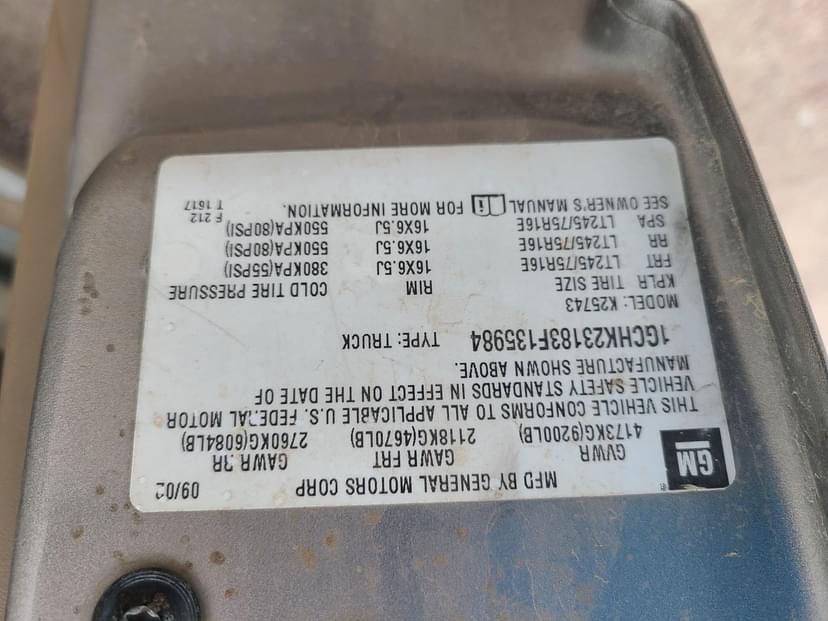 MFD BY GENERAL MOTORS CORP 09/02
GM
GVWR GAWR FRT GAWR RR
4173KG(9200LB) 2118KG(4670LB) 2760KG(6084LB)
THIS VEHICLE CONFORMS TO ALL APPLICABLE U.S. FEDERAL MOTOR
VEHICLE SAFETY STANDARDS IN EFFECT ON THE DATE OF
MANUFACTURE SHOWN ABOVE.
1GCHK23183F135984 TYPE: TRUCK
MODEL: K25743
KPLR TIRE SIZE RIM COLD TIRE PRESSURE
FRT LT245/75R16E 16X6.5J 380KPA(55PSI)
RR LT245/75R16E 16X6.5J 550KPA(80PSI)
SPA LT245/75R16E 16X6.5J 550KPA(80PSI)
SEE OWNER'S MANUAL FOR MORE INFORMATION.
F 212
T 1617